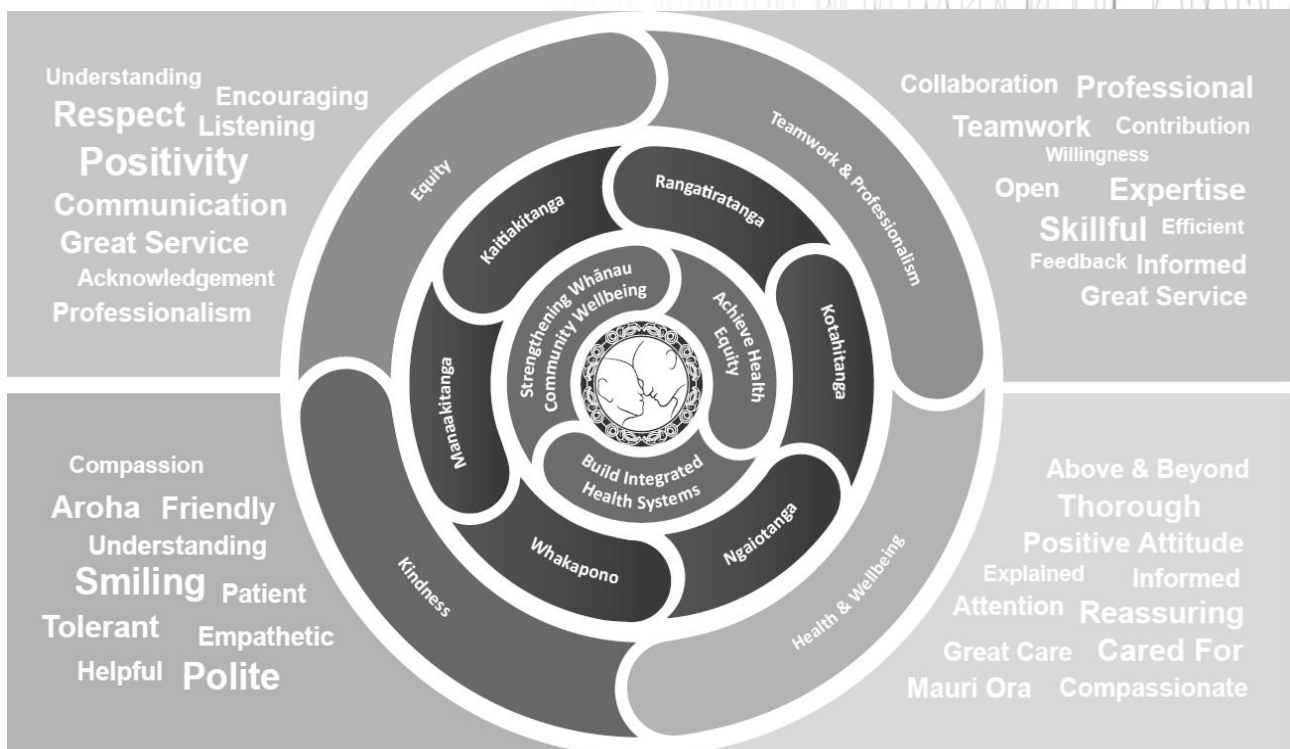 Understanding
Respect Encouraging
Listening
Positivity
Communication
Great Service
Acknowledgement
Professionalism
Collaboration Professional
Teamwork Contribution
Willingness
Open Expertise
Skillful Efficient
Feedback Informed
Great Service
Equity
Teamwork & Professionalism
Kaitiakitanga
Rangatiratanga
Manaakitanga
Kotahitanga
Whakapono
Ngaiotanga
Strengthening Whānau
Community Wellbeing
Achieve Health
Equity
Build Integrated
Health Systems
Kindness
Health & Wellbeing
Compassion
Aroha Friendly
Understanding
Smiling Patient
Tolerant Empathetic
Helpful Polite
Above & Beyond
Thorough
Positive Attitude
Explained Informed
Attention Reassuring
Great Care Cared For
Mauri Ora Compassionate